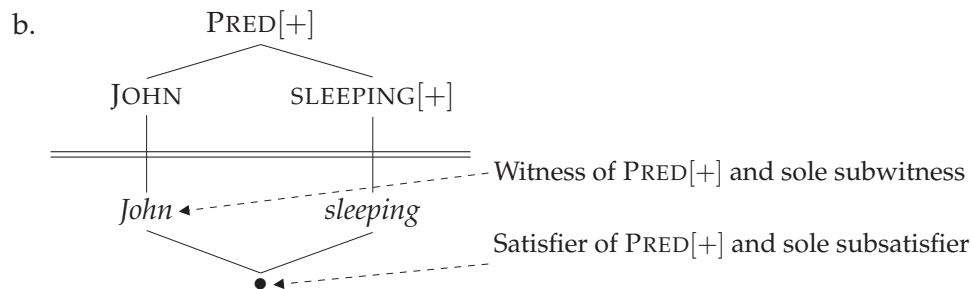 b.
PRED[+]
JOHN SLEEPING[+]
Witness of PRED[+] and sole subwitness
John sleeping
Satisfier of PRED[+] and sole subsatisfier